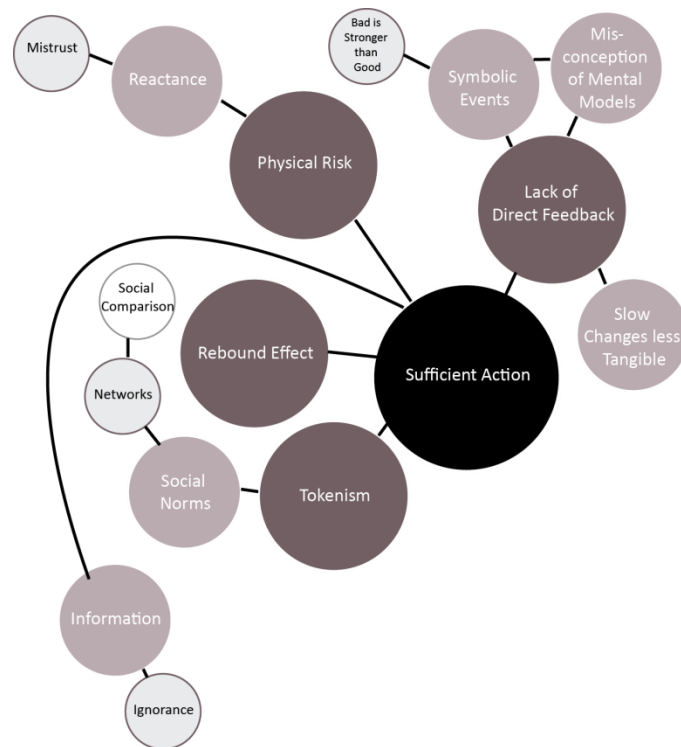 Bad is
Stronger
than
Good
Mis-
conception
of Mental
Models
Mistrust
Reactance
Symbolic
Events
Physical Risk
Lack of
Direct Feedback
Social
Comparison
Slow
Changes less
Tangible
Rebound Effect
Sufficient Action
Networks
Social
Norms
Tokenism
Information
Ignorance